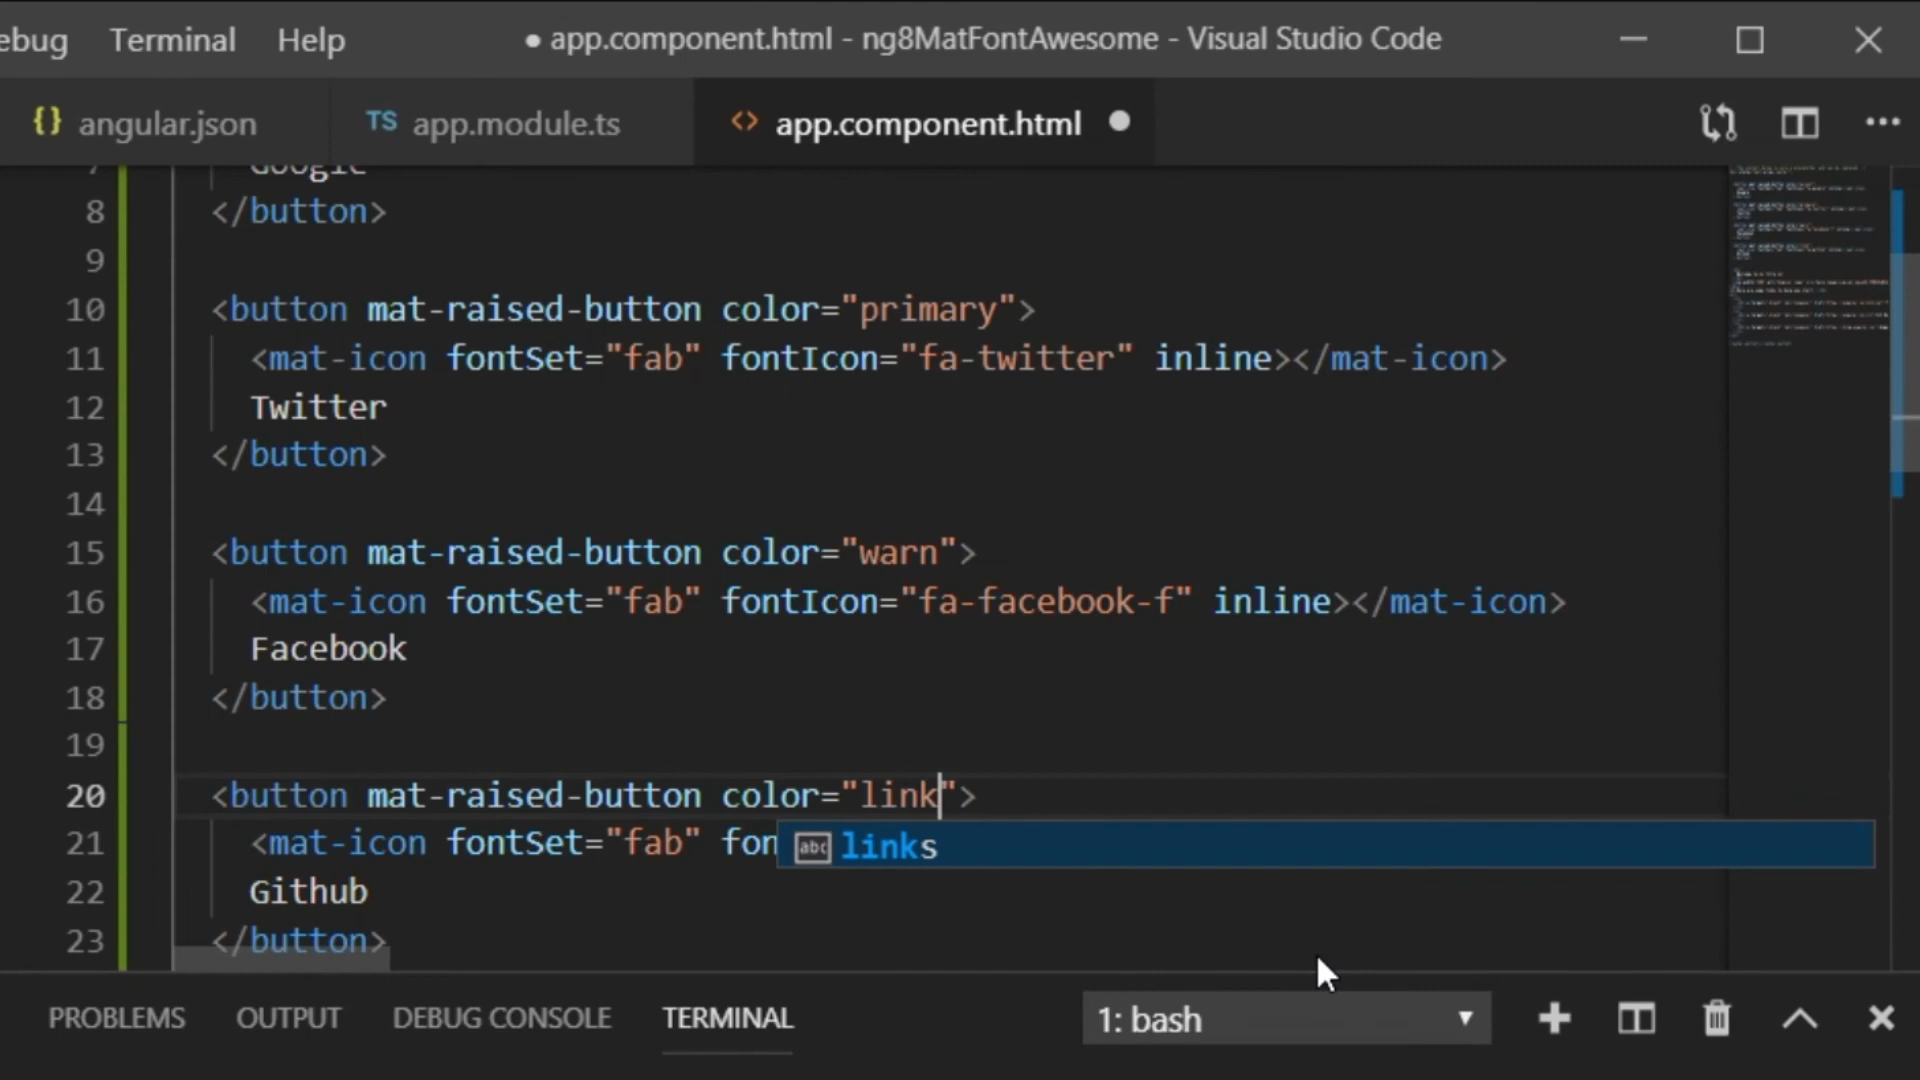 ebug Terminal Help ● app.component.html - ng8MatFontAwesome - Visual Studio Code
{} angular.json TS app.module.ts <> app.component.html
7 Google
8 </button>
9
10 <button mat-raised-button color="primary">
11 <mat-icon fontSet="fab" fontIcon="fa-twitter" inline></mat-icon>
12 Twitter
13 </button>
14
15 <button mat-raised-button color="warn">
16 <mat-icon fontSet="fab" fontIcon="fa-facebook-f" inline></mat-icon>
17 Facebook
18 </button>
19
20 <button mat-raised-button color="link">
21 <mat-icon fontSet="fab" fon
abc links
22 Github
23 </button>
PROBLEMS OUTPUT DEBUG CONSOLE TERMINAL 1: bash